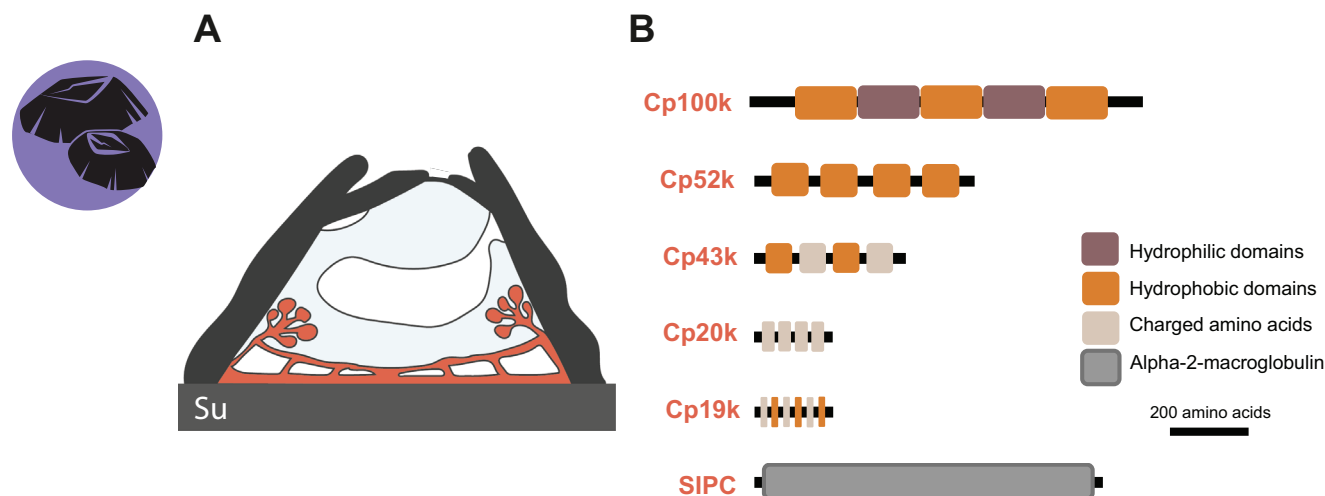 A
B
Cp100k
Cp52k
Cp43k
Cp20k
Cp19k
SIPC
Hydrophilic domains
Hydrophobic domains
Charged amino acids
Alpha-2-macroglobulin
200 amino acids
Su